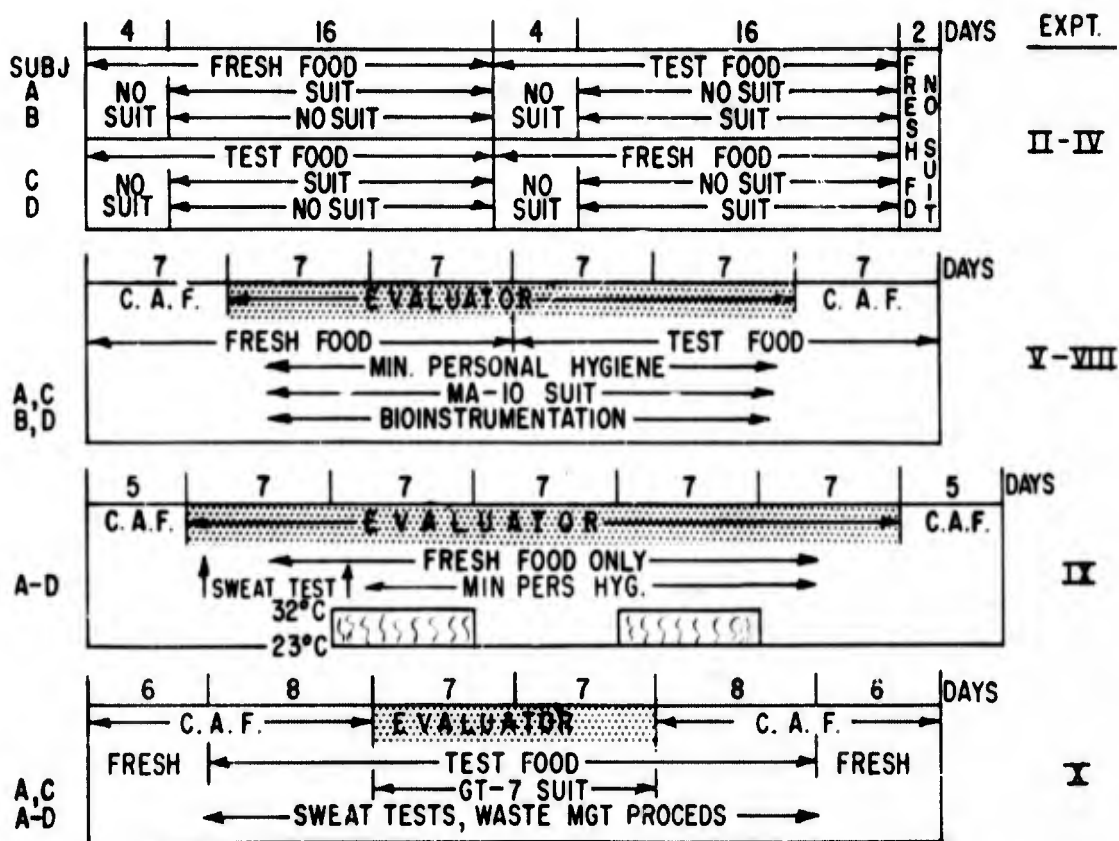 4 16 4 16 2 DAYS EXPT.
SUBJ FRESH FOOD TEST FOOD FRESH FD NO SUIT
A NO SUIT SUIT NO SUIT NO SUIT
B NO SUIT SUIT
II-IV
TEST FOOD FRESH FOOD
C NO SUIT SUIT NO SUIT NO SUIT
D NO SUIT SUIT
7 7 7 7 7 7 DAYS
C. A. F. EVALUATOR C. A. F.
FRESH FOOD TEST FOOD
MIN. PERSONAL HYGIENE V-VIII
A,C MA-10 SUIT
B,D BIOINSTRUMENTATION
5 7 7 7 7 7 5 DAYS
C.A.F. EVALUATOR C.A.F.
FRESH FOOD ONLY
A-D SWEAT TEST MIN PERS HYG. IX
32°C
23°C
6 8 7 7 8 6 DAYS
C. A. F. EVALUATOR C. A. F.
FRESH TEST FOOD FRESH
A,C GT-7 SUIT X
A-D SWEAT TESTS, WASTE MGT PROCEDS